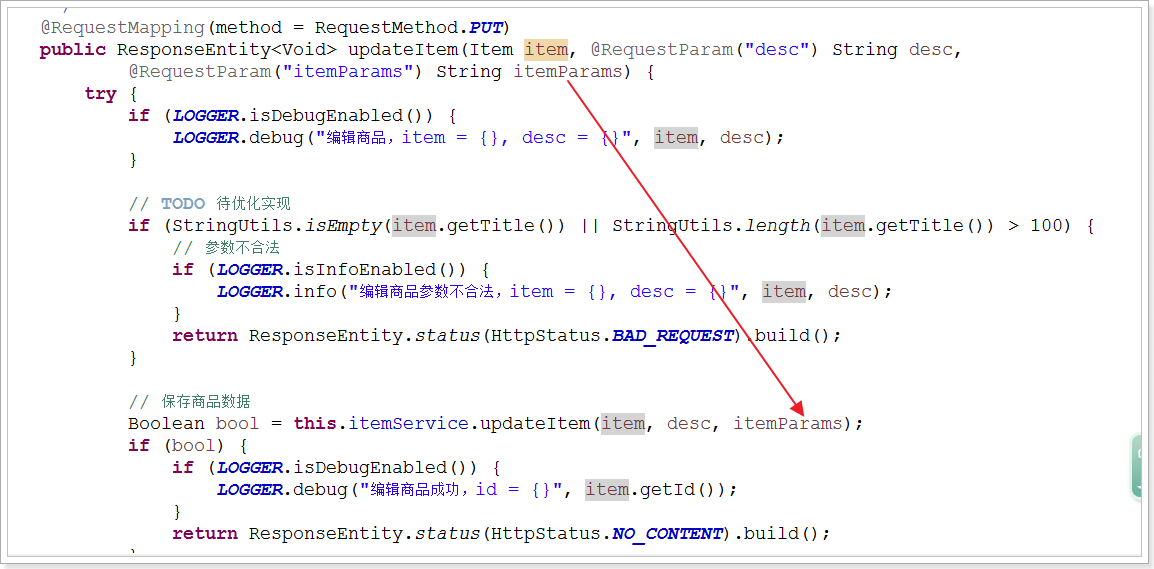 @RequestMapping(method = RequestMethod.PUT)
public ResponseEntity<Void> updateItem(Item item, @RequestParam("desc") String desc,
@RequestParam("itemParams") String itemParams) {
try {
if (LOGGER.isDebugEnabled()) {
LOGGER.debug("编辑商品，item = {}, desc = {}", item, desc);
}
// TODO 待优化实现
if (StringUtils.isEmpty(item.getTitle()) || StringUtils.length(item.getTitle()) > 100) {
// 参数不合法
if (LOGGER.isInfoEnabled()) {
LOGGER.info("编辑商品参数不合法，item = {}, desc = {}", item, desc);
}
return ResponseEntity.status(HttpStatus.BAD_REQUEST).build();
}
// 保存商品数据
Boolean bool = this.itemService.updateItem(item, desc, itemParams);
if (bool) {
if (LOGGER.isDebugEnabled()) {
LOGGER.debug("编辑商品成功，id = {}", item.getId());
}
return ResponseEntity.status(HttpStatus.NO_CONTENT).build();